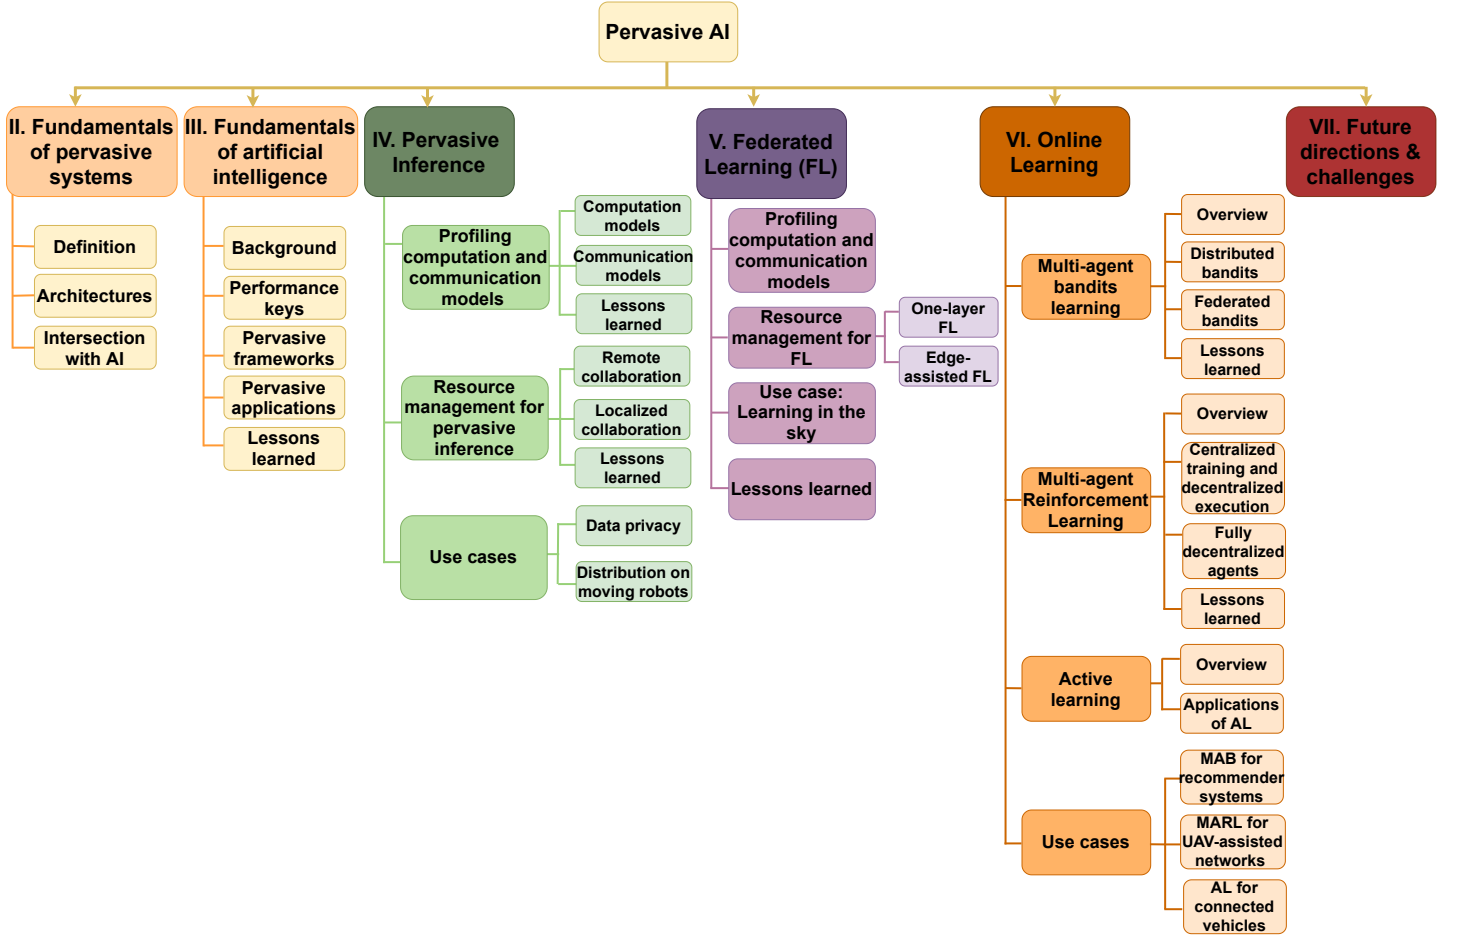 Pervasive AI
II. Fundamentals
of pervasive
systems
Definition
Architectures
Intersection
with AI
III. Fundamentals
of artificial
intelligence
Background
Performance
keys
Pervasive
frameworks
Pervasive
applications
Lessons
learned
IV. Pervasive
Inference
Profiling
computation and
communication
models
Computation
models
Communication
models
Lessons
learned
Resource
management for
pervasive
inference
Remote
collaboration
Localized
collaboration
Lessons
learned
Use cases
Data privacy
Distribution on
moving robots
V. Federated
Learning (FL)
Profiling
computation and
communication
models
Resource
management for
FL
One-layer
FL
Edge-
assisted FL
Use case:
Learning in the
sky
Lessons learned
VI. Online
Learning
Multi-agent
bandits
learning
Overview
Distributed
bandits
Federated
bandits
Lessons
learned
Multi-agent
Reinforcement
Learning
Overview
Centralized
training and
decentralized
execution
Fully
decentralized
agents
Lessons
learned
Active
learning
Overview
Applications
of AL
Use cases
MAB for
recommender
systems
MARL for
UAV-assisted
networks
AL for
connected
vehicles
VII. Future
directions &
challenges